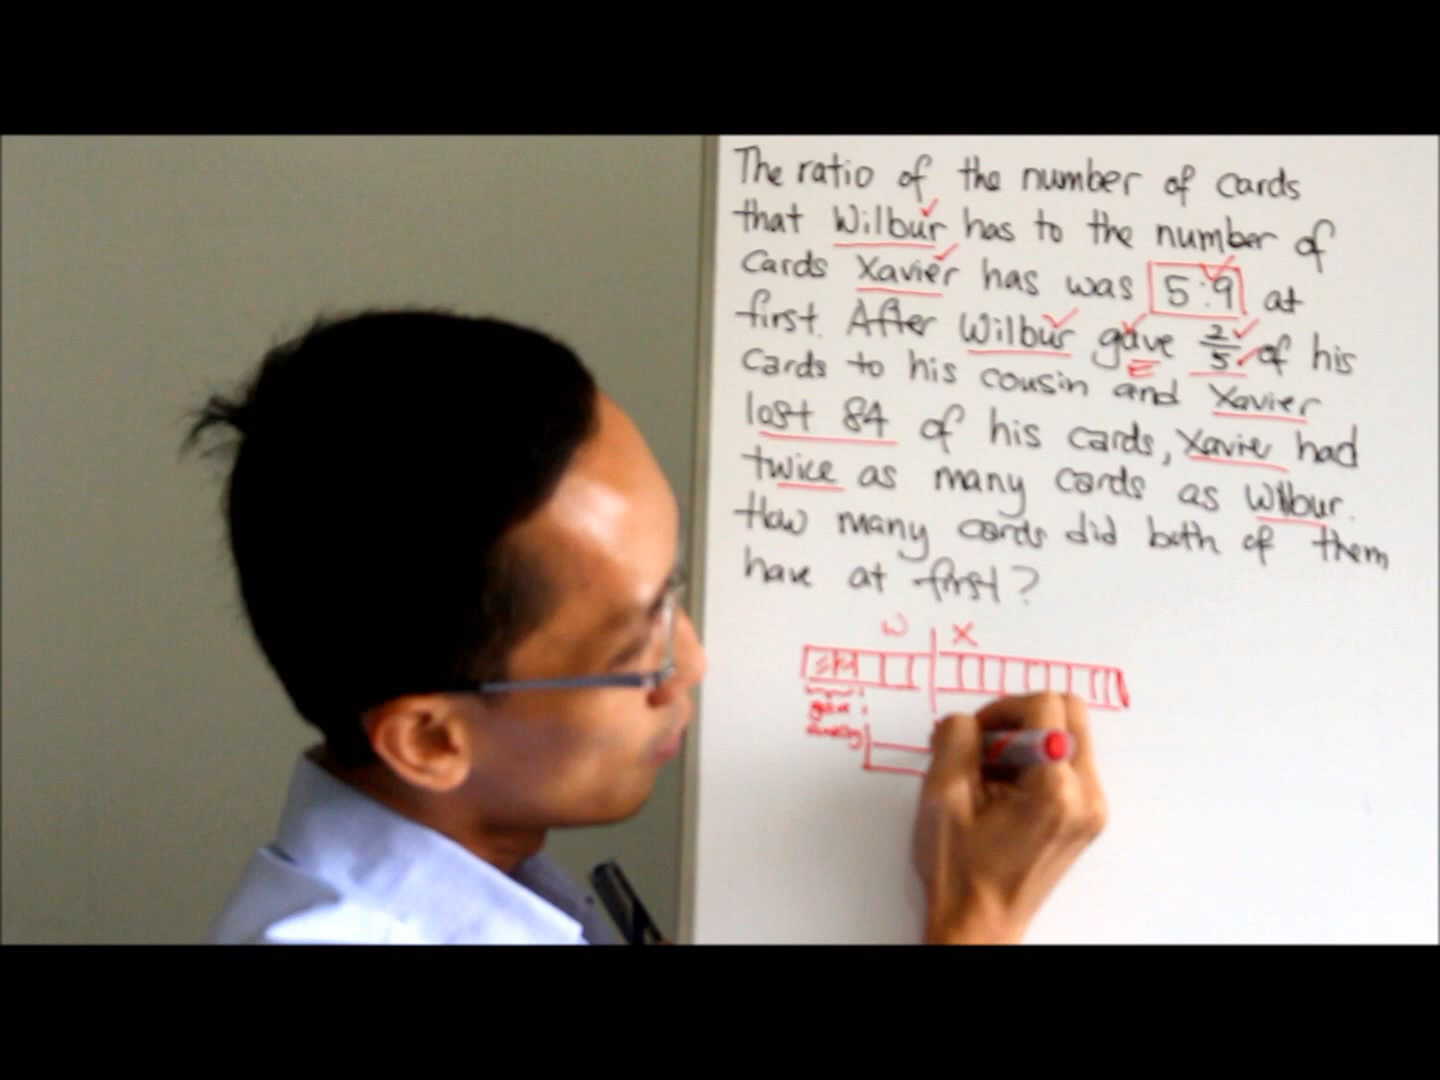 The ratio of the number of cards
that Wilbur has to the number of
cards Xavier has was 5:9 at
first. After Wilbur gave 2/5 of his
cards to his cousin and Xavier
lost 84 of his cards, Xavie had
twice as many cards as Wilbur.
How many cards did both of them
have at first?
W X